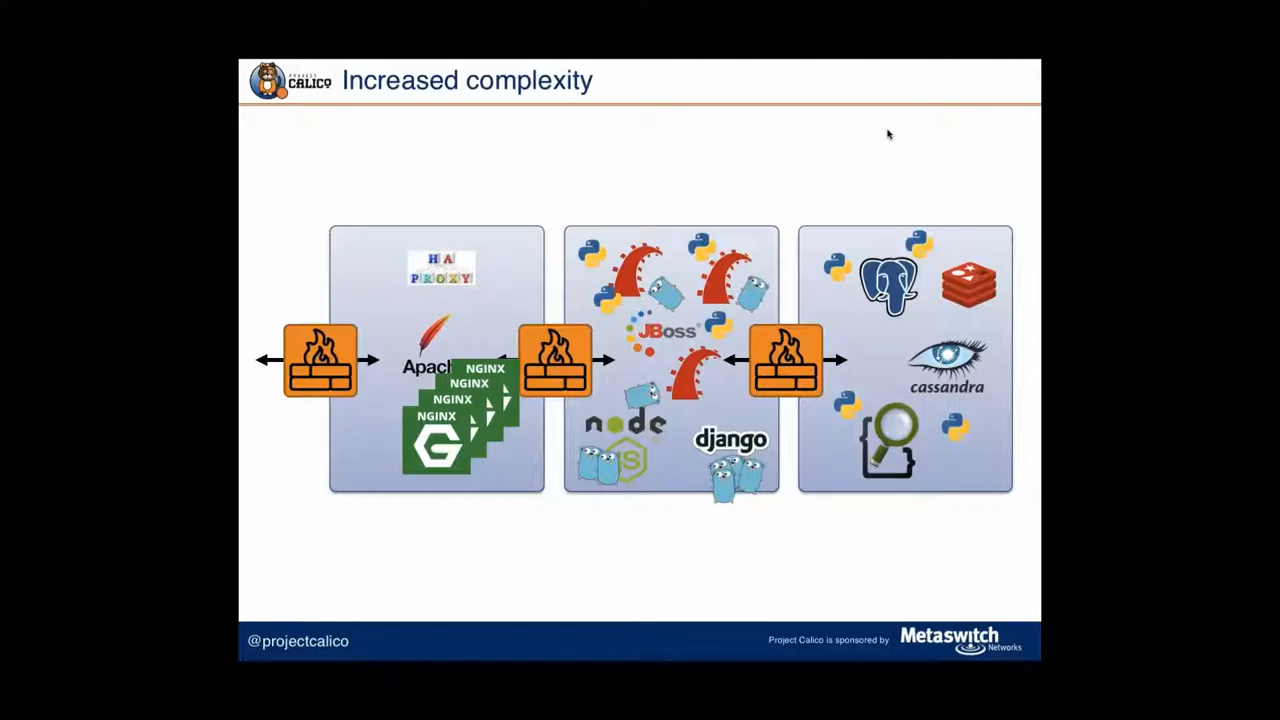 PROJECT
CALICO
Increased complexity
HA
PROXY
JBoss
Apach
NGINX
NGINX
NGINX
NGINX
cassandra
node
JS
django
@projectcalico
Project Calico is sponsored by
Metaswitch
Networks